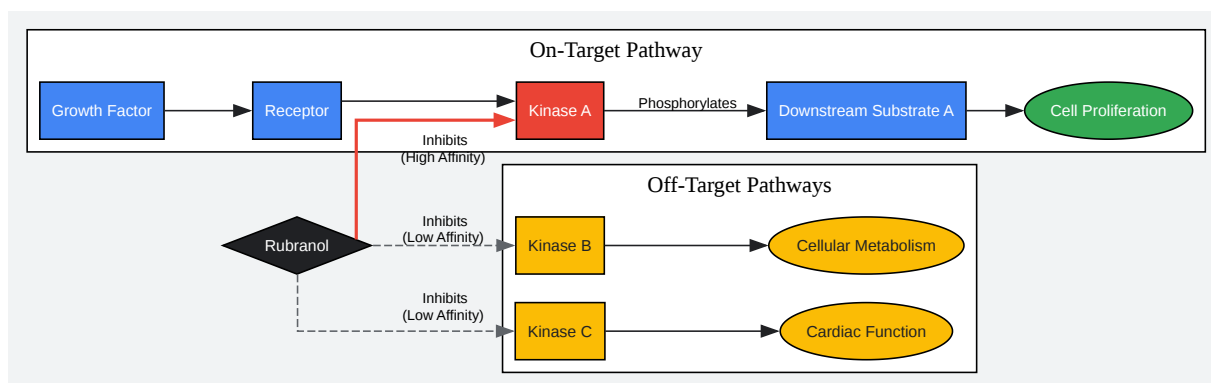 On-Target Pathway
Growth Factor
Receptor
Kinase A
Phosphorylates
Downstream Substrate A
Cell Proliferation
Inhibits
(High Affinity)
Off-Target Pathways
Rubranol
Inhibits
(Low Affinity)
Kinase B
Cellular Metabolism
Inhibits
(Low Affinity)
Kinase C
Cardiac Function